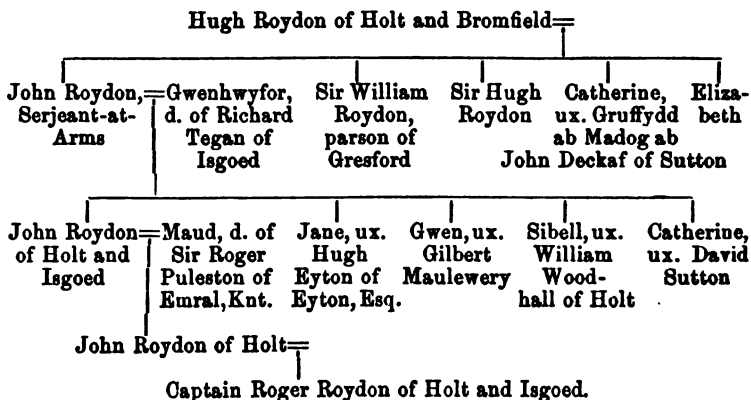 Hugh Roydon of Holt and Bromfield=
John Roydon,=Gwenhwyfor, Sir William Sir Hugh Catherine, Eliza-
Serjeant-at- d. of Richard Roydon, Roydon ux. Gruffydd beth
Arms Tegan of parson of ab Madog ab
Isgoed Gresford John Deckaf of Sutton
John Roydon=Maud, d. of Jane, ux. Gwen, ux. Sibell, ux. Catherine,
of Holt and Sir Roger Hugh Gilbert William ux. David
Isgoed Puleston of Eyton of Maulewery Wood- Sutton
Emral, Knt. Eyton, Esq. hall of Holt
John Roydon of Holt=
Captain Roger Roydon of Holt and Isgoed.